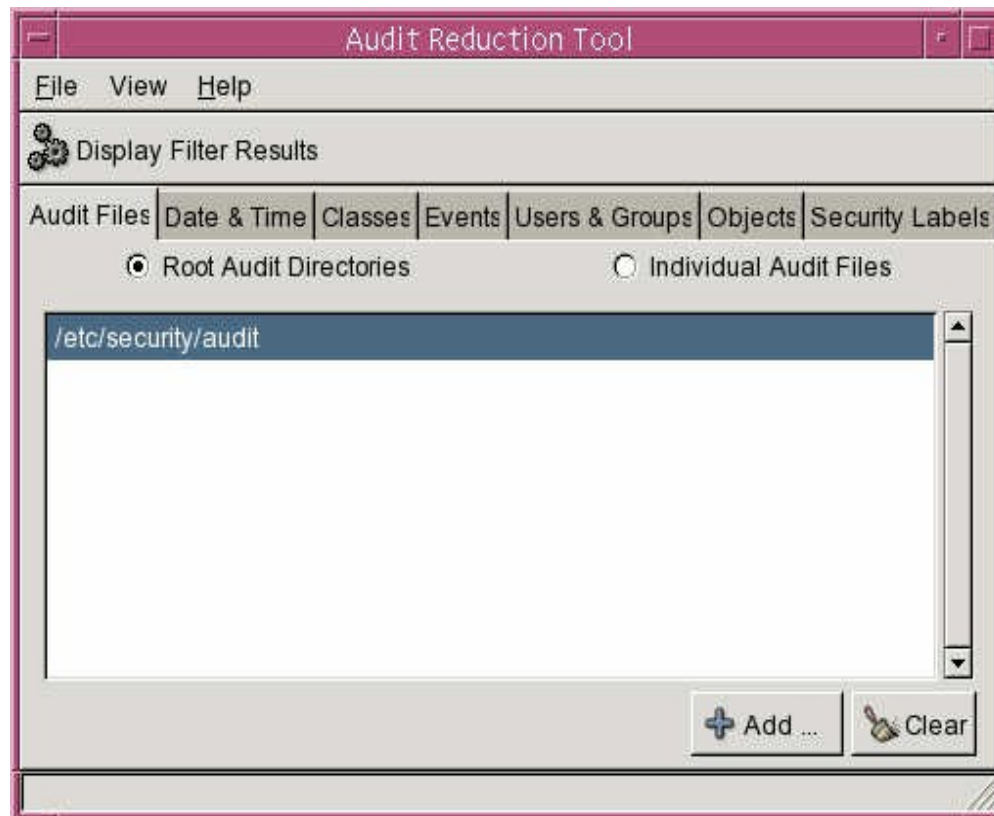 Audit Reduction Tool
File View Help
Display Filter Results
Audit Files Date & Time Classes Events Users & Groups Objects Security Labels
Root Audit Directories Individual Audit Files
/etc/security/audit
Add ... Clear